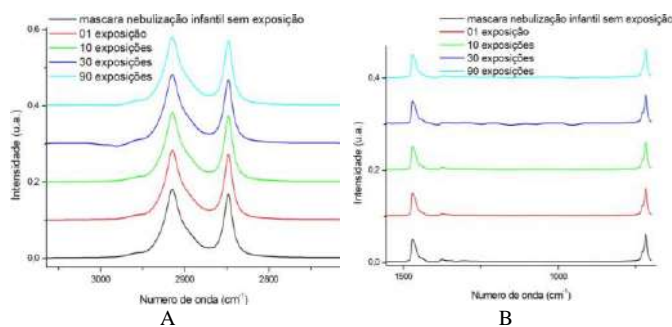 mascara nebulização infantil sem exposição
01 exposição
10 exposições
30 exposições
90 exposições
0.6
0.4
0.2
0.0
Intensidade (u.a.)
3000
2900
2800
Numero de onda (cm⁻¹)
A
mascara nebulização infantil sem exposição
01 exposição
10 exposições
30 exposições
90 exposições
0,4
0,2
0,0
Intensidade (u.a.)
1500
1000
Numero de onda (cm⁻¹)
B